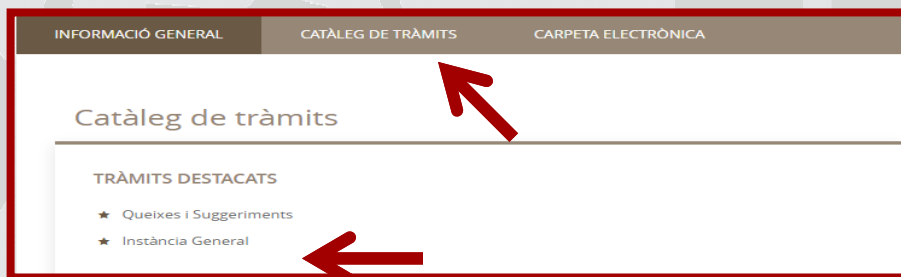 INFORMACIÓ GENERAL CATÀLEG DE TRÀMITS CARPETA ELECTRÒNICA
Catàleg de tràmits
TRÀMITS DESTACATS
Queixes i Suggeriments
Instància General